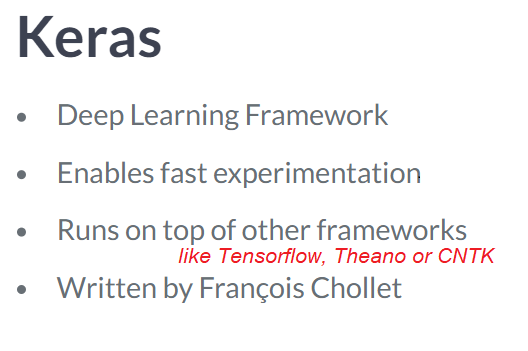 Keras
• Deep Learning Framework
• Enables fast experimentation
• Runs on top of other frameworks
like Tensorflow, Theano or CNTK
• Written by François Chollet